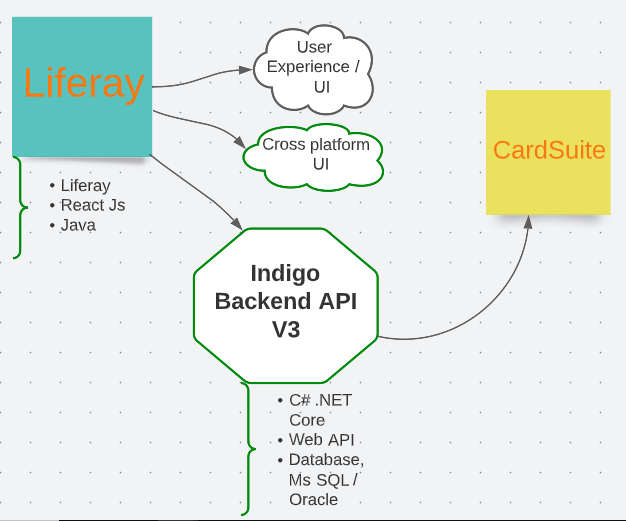 Liferay
User
Experience /
UI
Cross platform
UI
CardSuite
• Liferay
• React Js
• Java
Indigo
Backend API
V3
• C# .NET
Core
• Web API
• Database,
Ms SQL /
Oracle